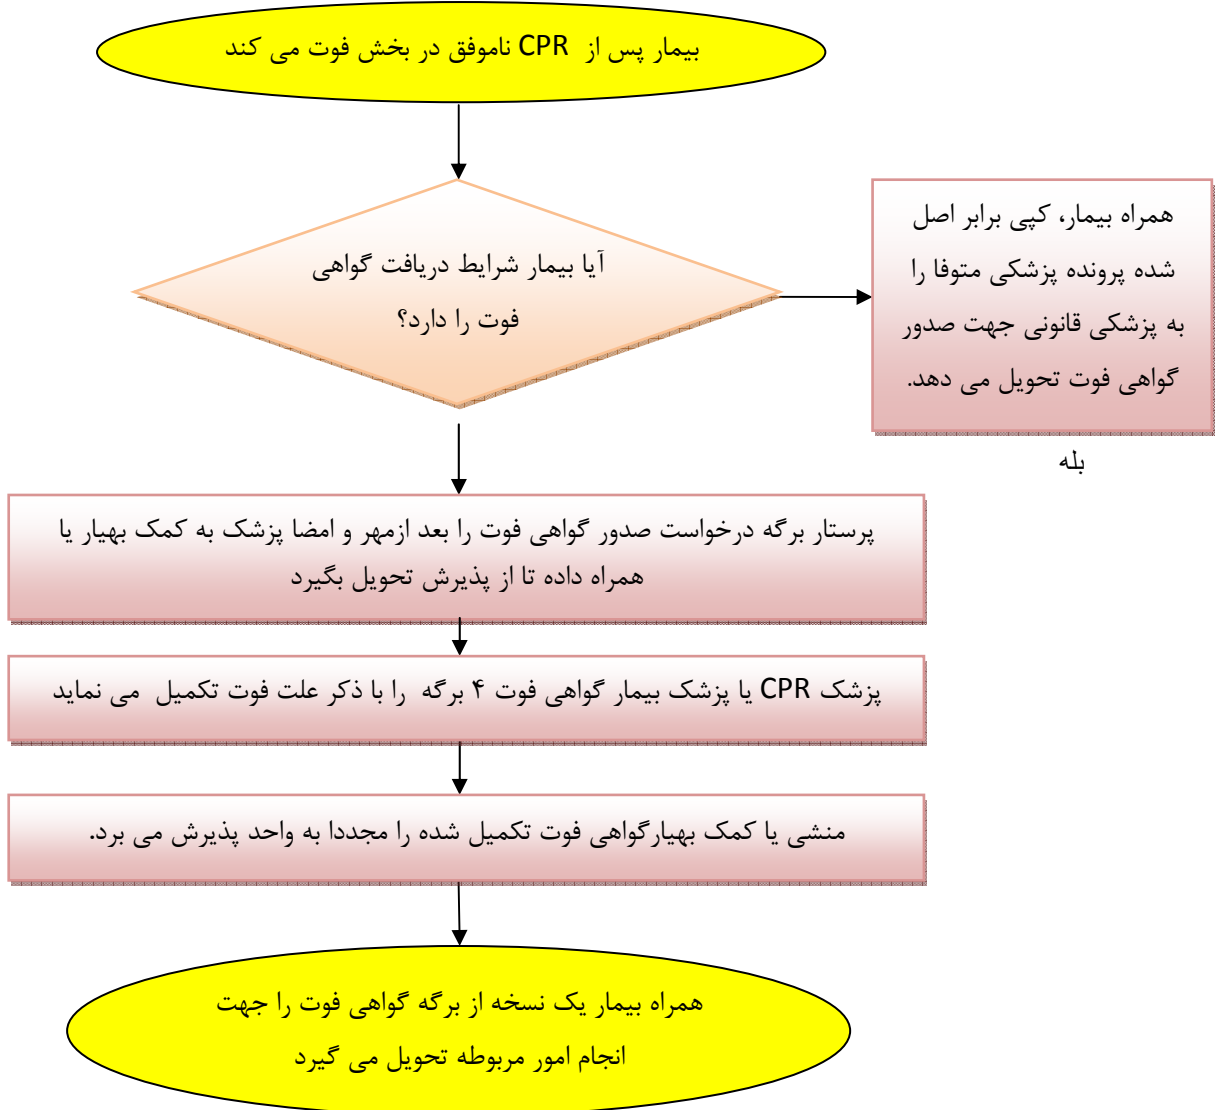 بیمار پس از CPR ناموفق در بخش فوت می کند
آیا بیمار شرایط دریافت گواهی
فوت را دارد؟
همراه بیمار، کپی برابر اصل
شده پرونده پزشکی متوفا را
به پزشکی قانونی جهت صدور
گواهی فوت تحویل می دهد.
بله
پرستار برگه درخواست صدور گواهی فوت را بعد ازمهر و امضا پزشک به کمک بهیار یا
همراه داده تا از پذیرش تحویل بگیرد
پزشک CPR یا پزشک بیمار گواهی فوت ۴ برگه را با ذکر علت فوت تکمیل می نماید
منشی یا کمک بهیارگواهی فوت تکمیل شده را مجددا به واحد پذیرش می برد.
همراه بیمار یک نسخه از برگه گواهی فوت را جهت
انجام امور مربوطه تحویل می گیرد